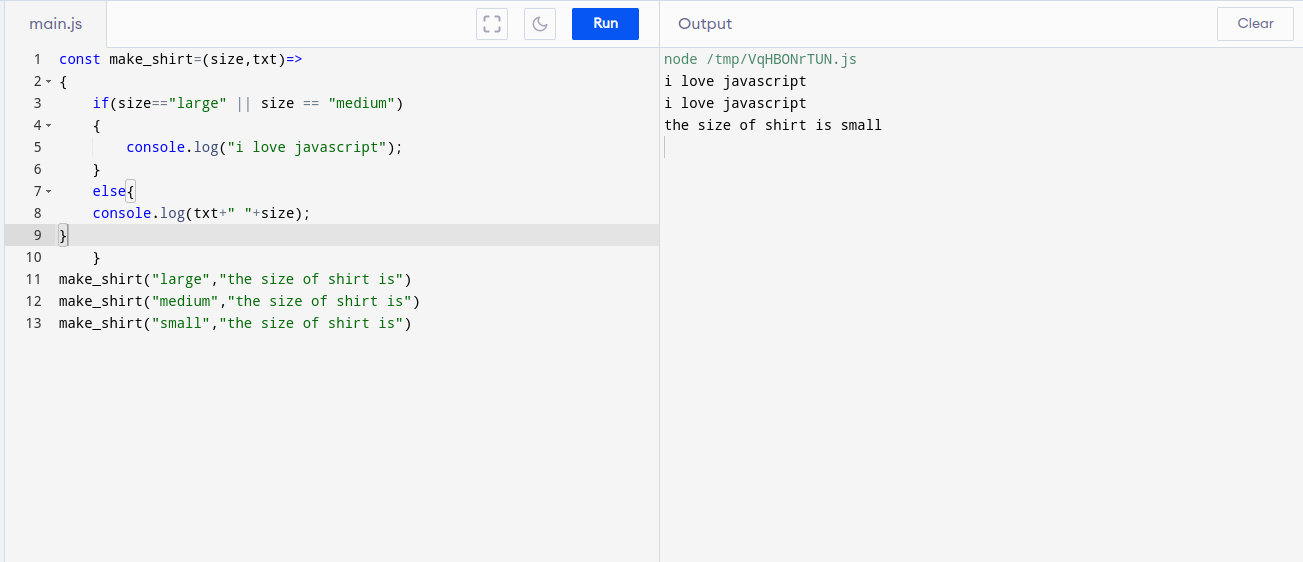 main.js
Run
Output
Clear
1 const make_shirt=(size,txt)=>
2 {
3     if(size=="large" || size == "medium")
4     {
5         console.log("i love javascript");
6     }
7     else{
8     console.log(txt+" "+size);
9 }
10     }
11 make_shirt("large","the size of shirt is")
12 make_shirt("medium","the size of shirt is")
13 make_shirt("small","the size of shirt is")
node /tmp/VqHBONrTUN.js
i love javascript
i love javascript
the size of shirt is small